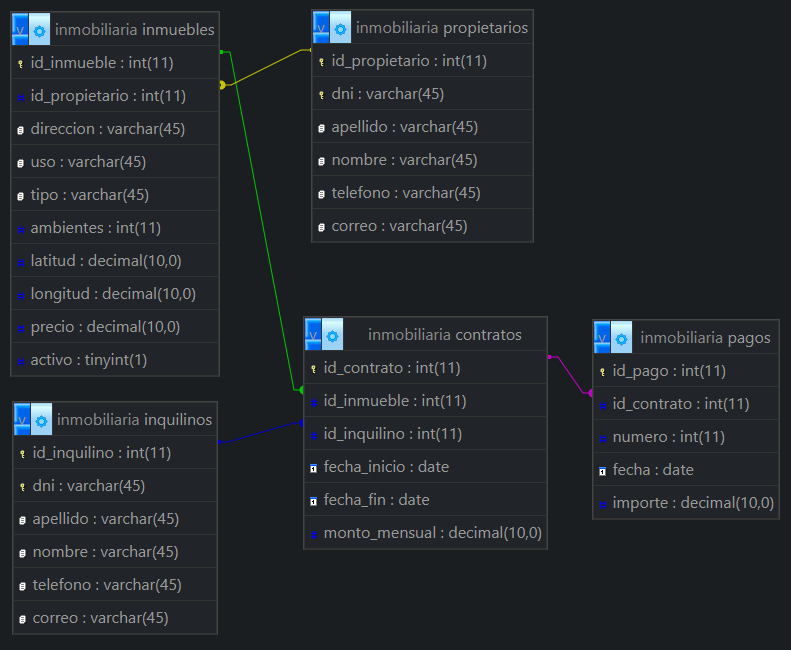 inmobiliaria inmuebles
id_inmueble : int(11)
id_propietario : int(11)
direccion : varchar(45)
uso : varchar(45)
tipo : varchar(45)
ambientes : int(11)
latitud : decimal(10,0)
longitud : decimal(10,0)
precio : decimal(10,0)
activo : tinyint(1)
inmobiliaria propietarios
id_propietario : int(11)
dni : varchar(45)
apellido : varchar(45)
nombre : varchar(45)
telefono : varchar(45)
correo : varchar(45)
inmobiliaria inquilinos
id_inquilino : int(11)
dni : varchar(45)
apellido : varchar(45)
nombre : varchar(45)
telefono : varchar(45)
correo : varchar(45)
inmobiliaria contratos
id_contrato : int(11)
id_inmueble : int(11)
id_inquilino : int(11)
fecha_inicio : date
fecha_fin : date
monto_mensual : decimal(10,0)
inmobiliaria pagos
id_pago : int(11)
id_contrato : int(11)
numero : int(11)
fecha : date
importe : decimal(10,0)